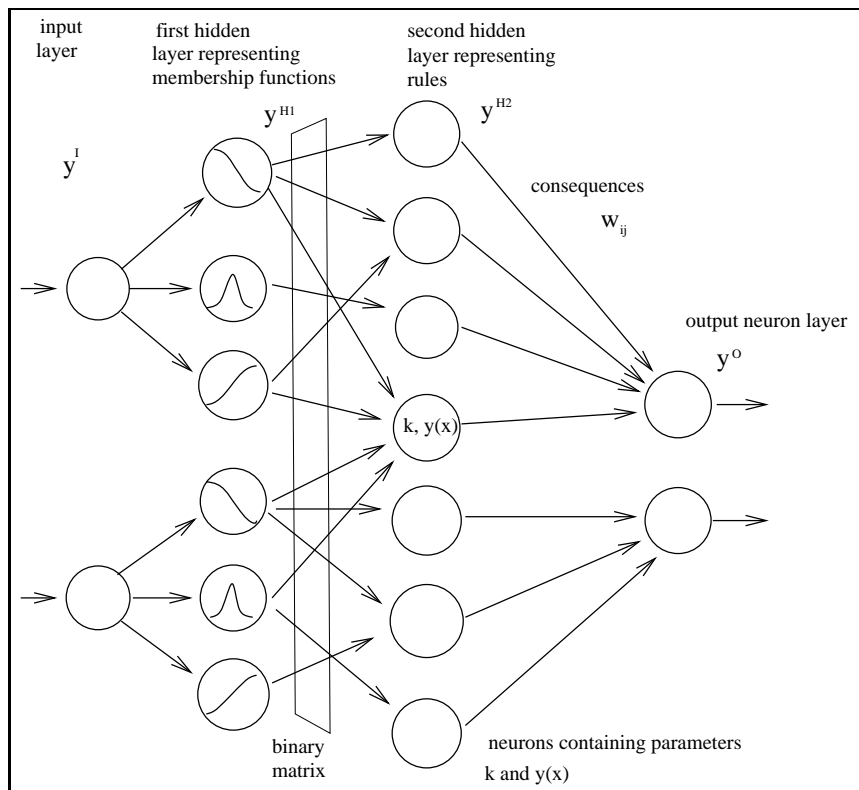 input
layer
first hidden
layer representing
membership functions
second hidden
layer representing
rules
y^I
y^H1
y^H2
consequences
w_ij
output neuron layer
y^O
k, y(x)
binary
matrix
neurons containing parameters
k and y(x)